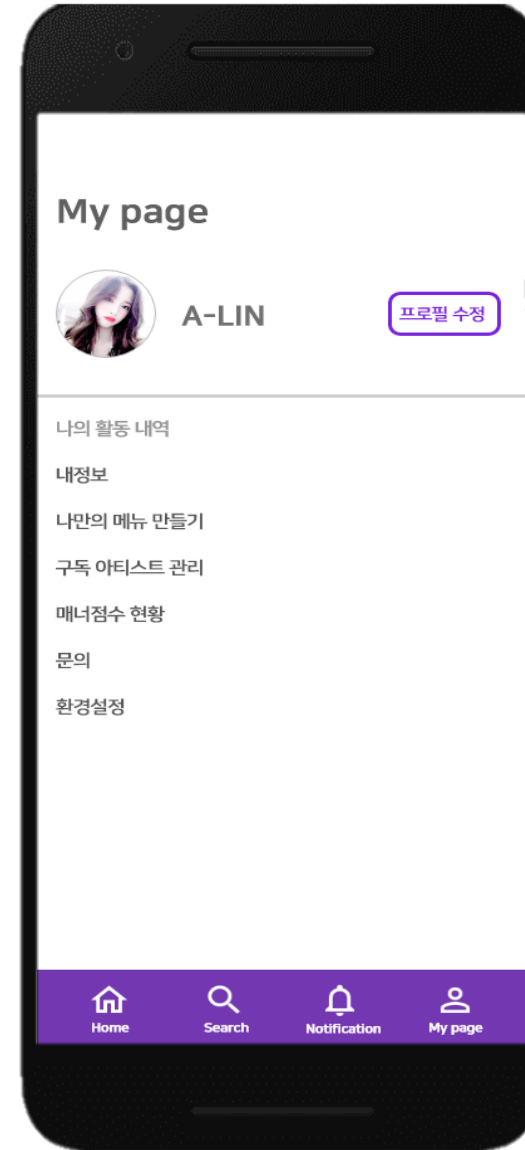 My page
A-LIN
프로필 수정
나의 활동 내역
내정보
나만의 메뉴 만들기
구독 아티스트 관리
매너점수 현황
문의
환경설정
Home Search Notification My page